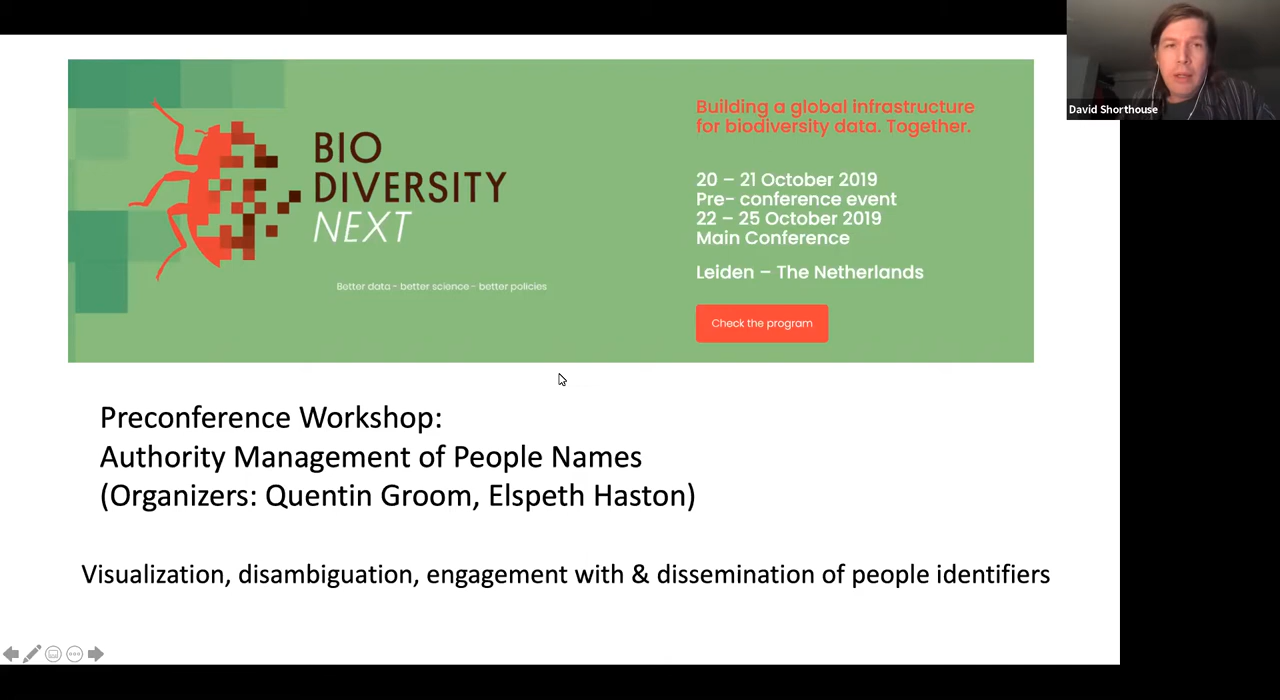 BIO
DIVERSITY
NEXT
Better data - better science - better policies
Building a global infrastructure
for biodiversity data. Together.
20 – 21 October 2019
Pre- conference event
22 – 25 October 2019
Main Conference
Leiden – The Netherlands
Check the program
David Shorthouse
Preconference Workshop:
Authority Management of People Names
(Organizers: Quentin Groom, Elspeth Haston)
Visualization, disambiguation, engagement with & dissemination of people identifiers